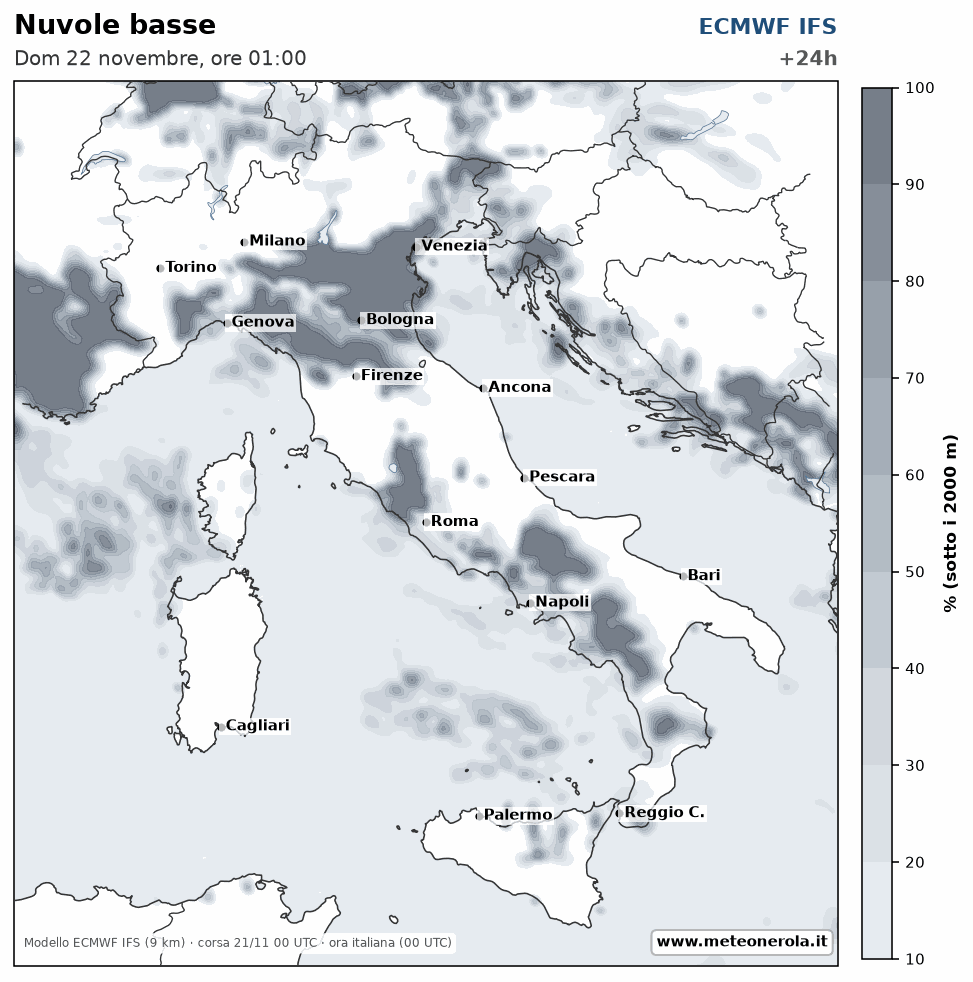 Nuvole basse
ECMWF IFS
Dom 22 novembre, ore 01:00
+24h
Milano
Venezia
Torino
Genova
Bologna
Firenze
Ancona
Pescara
Roma
Bari
Napoli
Cagliari
Palermo
Reggio C.
Modello ECMWF IFS (9 km) · corsa 21/11 00 UTC · ora italiana (00 UTC)
www.meteonerola.it
100
90
80
70
60
50
40
30
20
10
% (sotto i 2000 m)